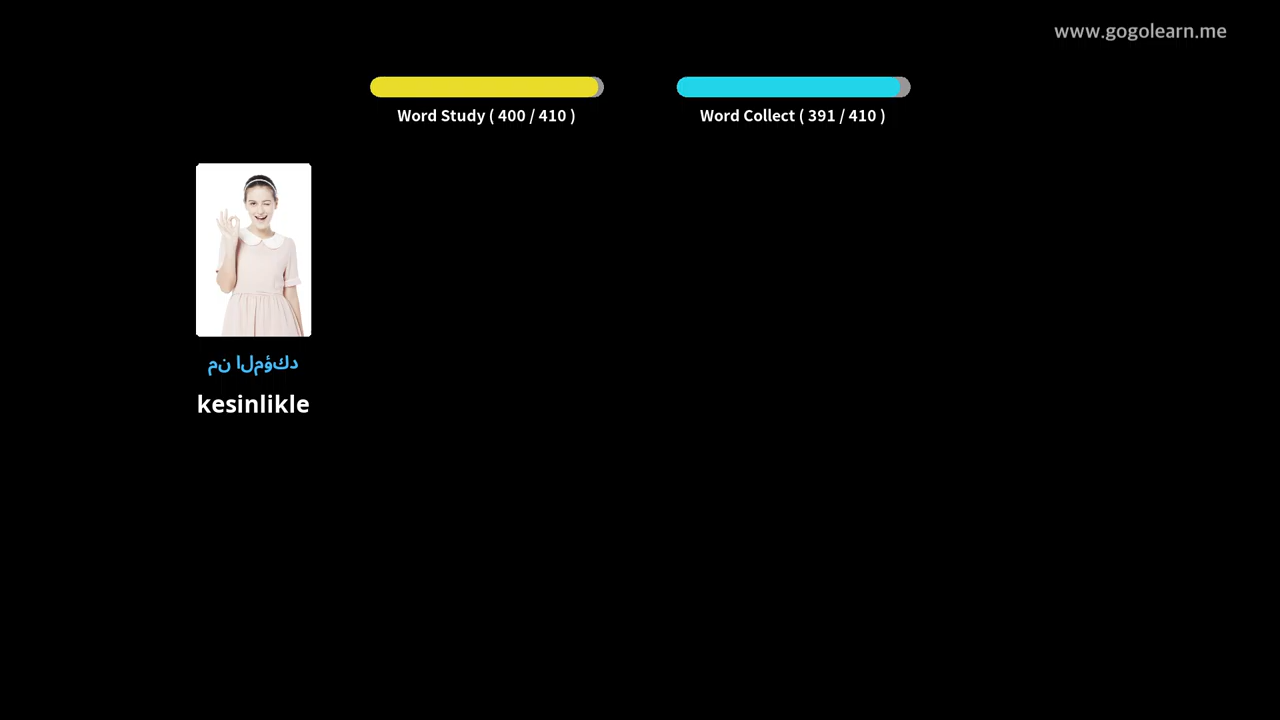 www.gogolearn.me
Word Study ( 400 / 410 )
Word Collect ( 391 / 410 )
من المؤكد
kesinlikle